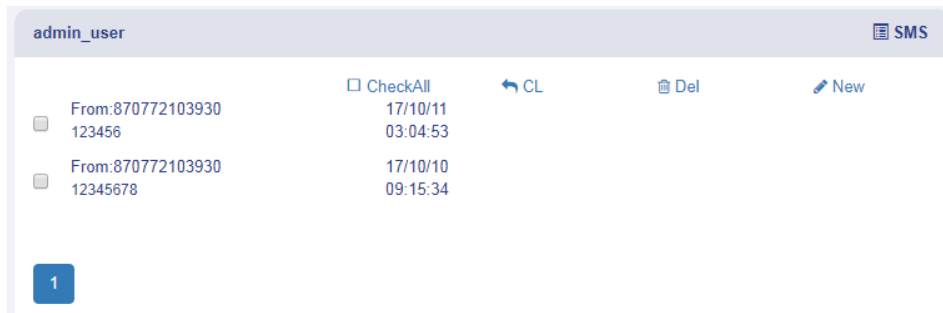 admin_user SMS
CheckAll CL Del New
From:870772103930 17/10/11
123456 03:04:53
From:870772103930 17/10/10
12345678 09:15:34
1